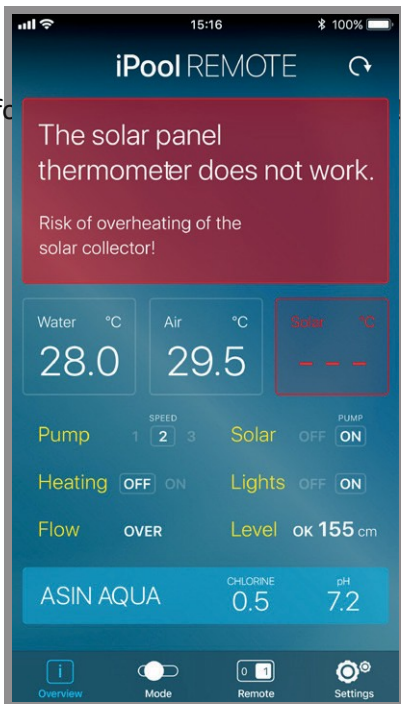 15:16 100%
iPool REMOTE
The solar panel
thermometer does not work.
Risk of overheating of the
solar collector!
Water °C Air °C Solar °C
28.0 29.5 – – –
SPEED PUMP
Pump 1 2 3 Solar OFF ON
Heating OFF ON Lights OFF ON
Flow OVER Level OK 155 cm
CHLORINE pH
ASIN AQUA 0.5 7.2
i 0 1
Overview Mode Remote Settings